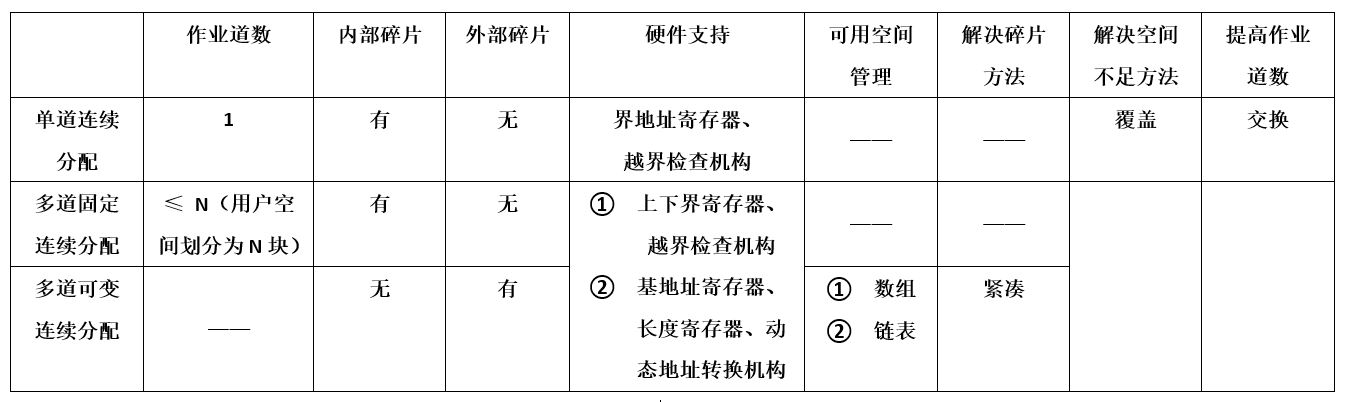 作业道数
内部碎片
外部碎片
硬件支持
可用空间
管理
解决碎片
方法
解决空间
不足方法
提高作业
道数
单道连续
分配
1
有
无
界地址寄存器、
越界检查机构
——
——
覆盖
交换
多道固定
连续分配
≤ N（用户空
间划分为N块）
有
无
① 上下界寄存器、
越界检查机构
② 基地址寄存器、
长度寄存器、动
态地址转换机构
——
——
多道可变
连续分配
——
无
有
① 数组
② 链表
紧凑